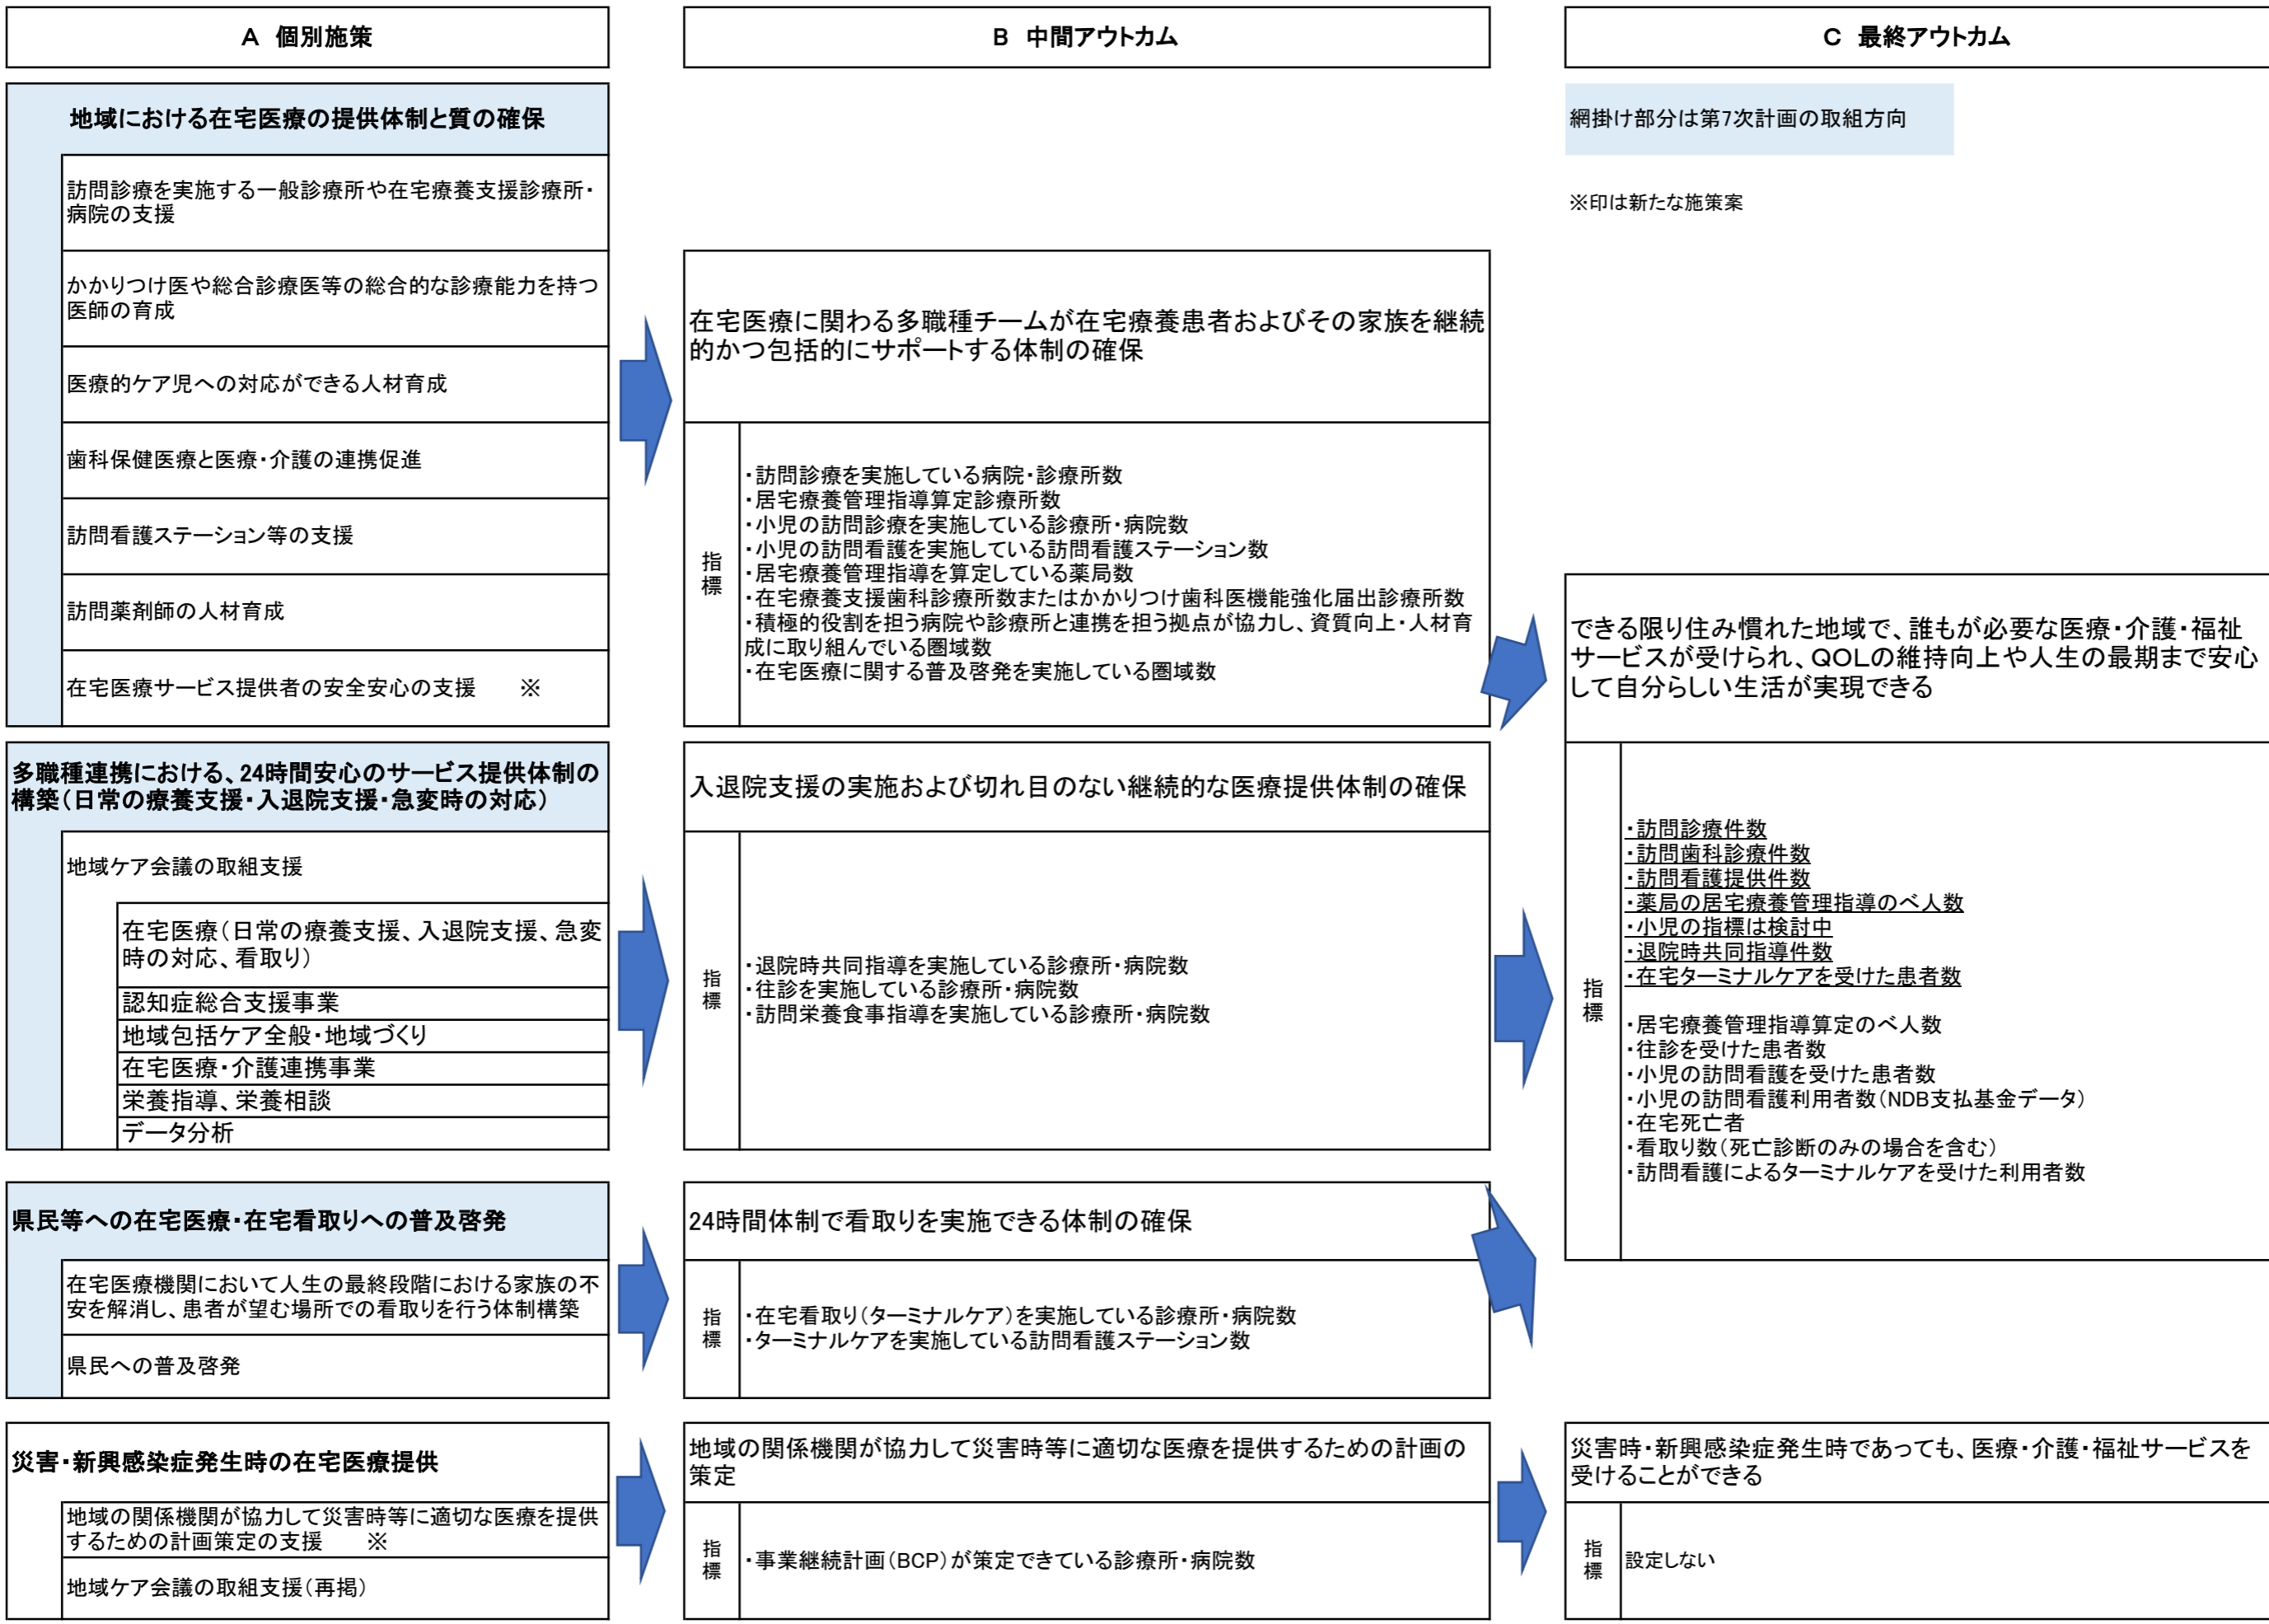 A 個別施策
B 中間アウトカム
C 最終アウトカム
地域における在宅医療の提供体制と質の確保
訪問診療を実施する一般診療所や在宅療養支援診療所・
病院の支援
かかりつけ医や総合診療医等の総合的な診療能力を持つ
医師の育成
医療的ケア児への対応ができる人材育成
歯科保健医療と医療・介護の連携促進
訪問看護ステーション等の支援
訪問薬剤師の人材育成
在宅医療サービス提供者の安全安心の支援 ※
在宅医療に関わる多職種チームが在宅療養患者およびその家族を継続
的かつ包括的にサポートする体制の確保
指標
・訪問診療を実施している病院・診療所数
・居宅療養管理指導算定診療所数
・小児の訪問診療を実施している診療所・病院数
・小児の訪問看護を実施している訪問看護ステーション数
・居宅療養管理指導を算定している薬局数
・在宅療養支援歯科診療所数またはかかりつけ歯科医機能強化届出診療所数
・積極的役割を担う病院や診療所と連携を担う拠点が協力し、資質向上・人材育
成に取り組んでいる圏域数
・在宅医療に関する普及啓発を実施している圏域数
網掛け部分は第7次計画の取組方向
※印は新たな施策案
できる限り住み慣れた地域で、誰もが必要な医療・介護・福祉
サービスが受けられ、QOLの維持向上や人生の最期まで安心
して自分らしい生活が実現できる
指標
・訪問診療件数
・訪問歯科診療件数
・訪問看護提供件数
・薬局の居宅療養管理指導のべ人数
・小児の指標は検討中
・退院時共同指導件数
・在宅ターミナルケアを受けた患者数
・居宅療養管理指導算定のべ人数
・往診を受けた患者数
・小児の訪問看護を受けた患者数
・小児の訪問看護利用者数(NDB支払基金データ)
・在宅死亡者
・看取り数(死亡診断のみの場合を含む)
・訪問看護によるターミナルケアを受けた利用者数
多職種連携における、24時間安心のサービス提供体制の
構築(日常の療養支援・入退院支援・急変時の対応)
地域ケア会議の取組支援
在宅医療(日常の療養支援、入退院支援、急変
時の対応、看取り)
認知症総合支援事業
地域包括ケア全般・地域づくり
在宅医療・介護連携事業
栄養指導、栄養相談
データ分析
入退院支援の実施および切れ目のない継続的な医療提供体制の確保
指標
・退院時共同指導を実施している診療所・病院数
・往診を実施している診療所・病院数
・訪問栄養食事指導を実施している診療所・病院数
県民等への在宅医療・在宅看取りへの普及啓発
在宅医療機関において人生の最終段階における家族の不
安を解消し、患者が望む場所での看取りを行う体制構築
県民への普及啓発
24時間体制で看取りを実施できる体制の確保
指標
・在宅看取り(ターミナルケア)を実施している診療所・病院数
・ターミナルケアを実施している訪問看護ステーション数
災害・新興感染症発生時の在宅医療提供
地域の関係機関が協力して災害時等に適切な医療を提供
するための計画策定の支援 ※
地域ケア会議の取組支援(再掲)
地域の関係機関が協力して災害時等に適切な医療を提供するための計画の
策定
指標
・事業継続計画(BCP)が策定できている診療所・病院数
災害時・新興感染症発生時であっても、医療・介護・福祉サービスを
受けることができる
指標
設定しない